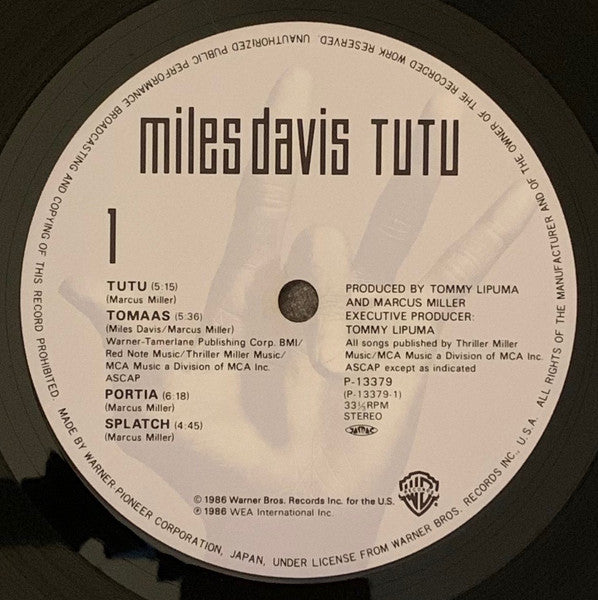 miles davis TUTU
1
TUTU (5:15)
(Marcus Miller)
TOMAAS (5:36)
(Miles Davis/Marcus Miller)
Warner-Tamerlane Publishing Corp. BMI/
Red Note Music/Thriller Miller Music/
MCA Music a Division of MCA Inc.
ASCAP
PORTIA (6:18)
(Marcus Miller)
SPLATCH (4:45)
(Marcus Miller)
PRODUCED BY TOMMY LIPUMA
AND MARCUS MILLER
EXECUTIVE PRODUCER:
TOMMY LIPUMA
All songs published by Thriller Miller
Music/MCA Music a Division of MCA Inc.
ASCAP except as indicated
P-13379
(P-13379-1)
33⅓RPM
STEREO
JASRAC
© 1986 Warner Bros. Records Inc. for the U.S.
℗ 1986 WEA International Inc.
WB
RECORDS
MADE BY WARNER-PIONEER CORPORATION, JAPAN, UNDER LICENSE FROM WARNER BROS. RECORDS INC., U.S.A. ALL RIGHTS OF THE MANUFACTURER AND OF THE OWNER OF THE RECORDED WORK RESERVED. UNAUTHORIZED PUBLIC PERFORMANCE BROADCASTING AND COPYING OF THIS RECORD PROHIBITED.